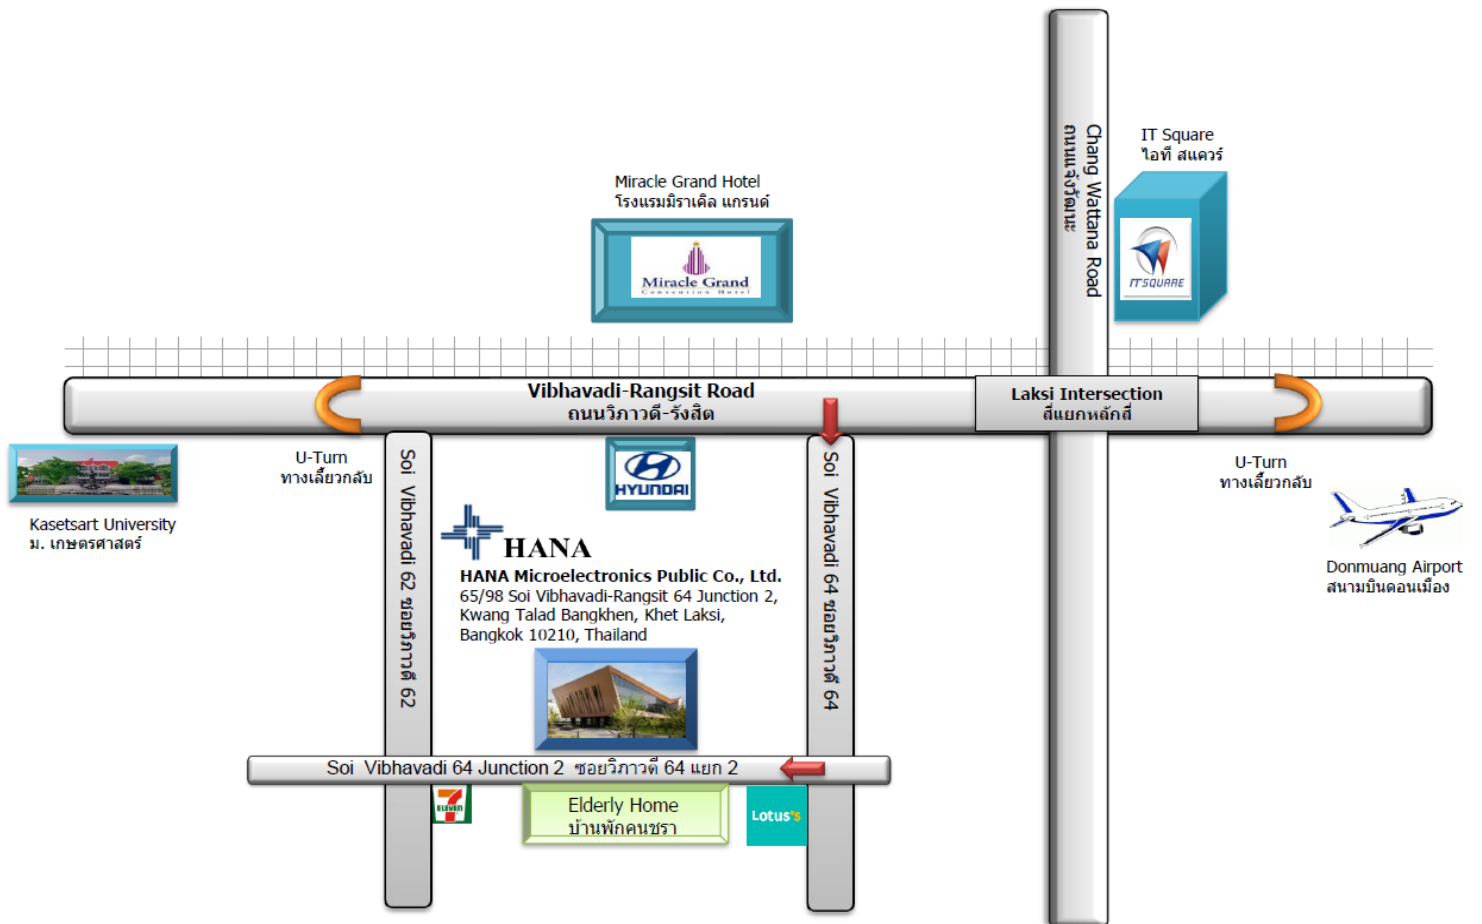 Chang Wattana Road
ถนนแจ้งวัฒนะ
IT Square
ไอที สแควร์
ITSQUARE
Miracle Grand Hotel
โรงแรมมิราเคิล แกรนด์
Miracle Grand
Convention Hotel
Vibhavadi-Rangsit Road
ถนนวิภาวดี-รังสิต
Laksi Intersection
สี่แยกหลักสี่
U-Turn
ทางเลี้ยวกลับ
U-Turn
ทางเลี้ยวกลับ
Kasetsart University
ม. เกษตรศาสตร์
Donmuang Airport
สนามบินดอนเมือง
HYUNDAI
Soi Vibhavadi 62 ซอยวิภาวดี 62
Soi Vibhavadi 64 ซอยวิภาวดี 64
HANA
HANA Microelectronics Public Co., Ltd.
65/98 Soi Vibhavadi-Rangsit 64 Junction 2,
Kwang Talad Bangkhen, Khet Laksi,
Bangkok 10210, Thailand
Soi Vibhavadi 64 Junction 2 ซอยวิภาวดี 64 แยก 2
7
ELEVEN
Elderly Home
บ้านพักคนชรา
Lotus's